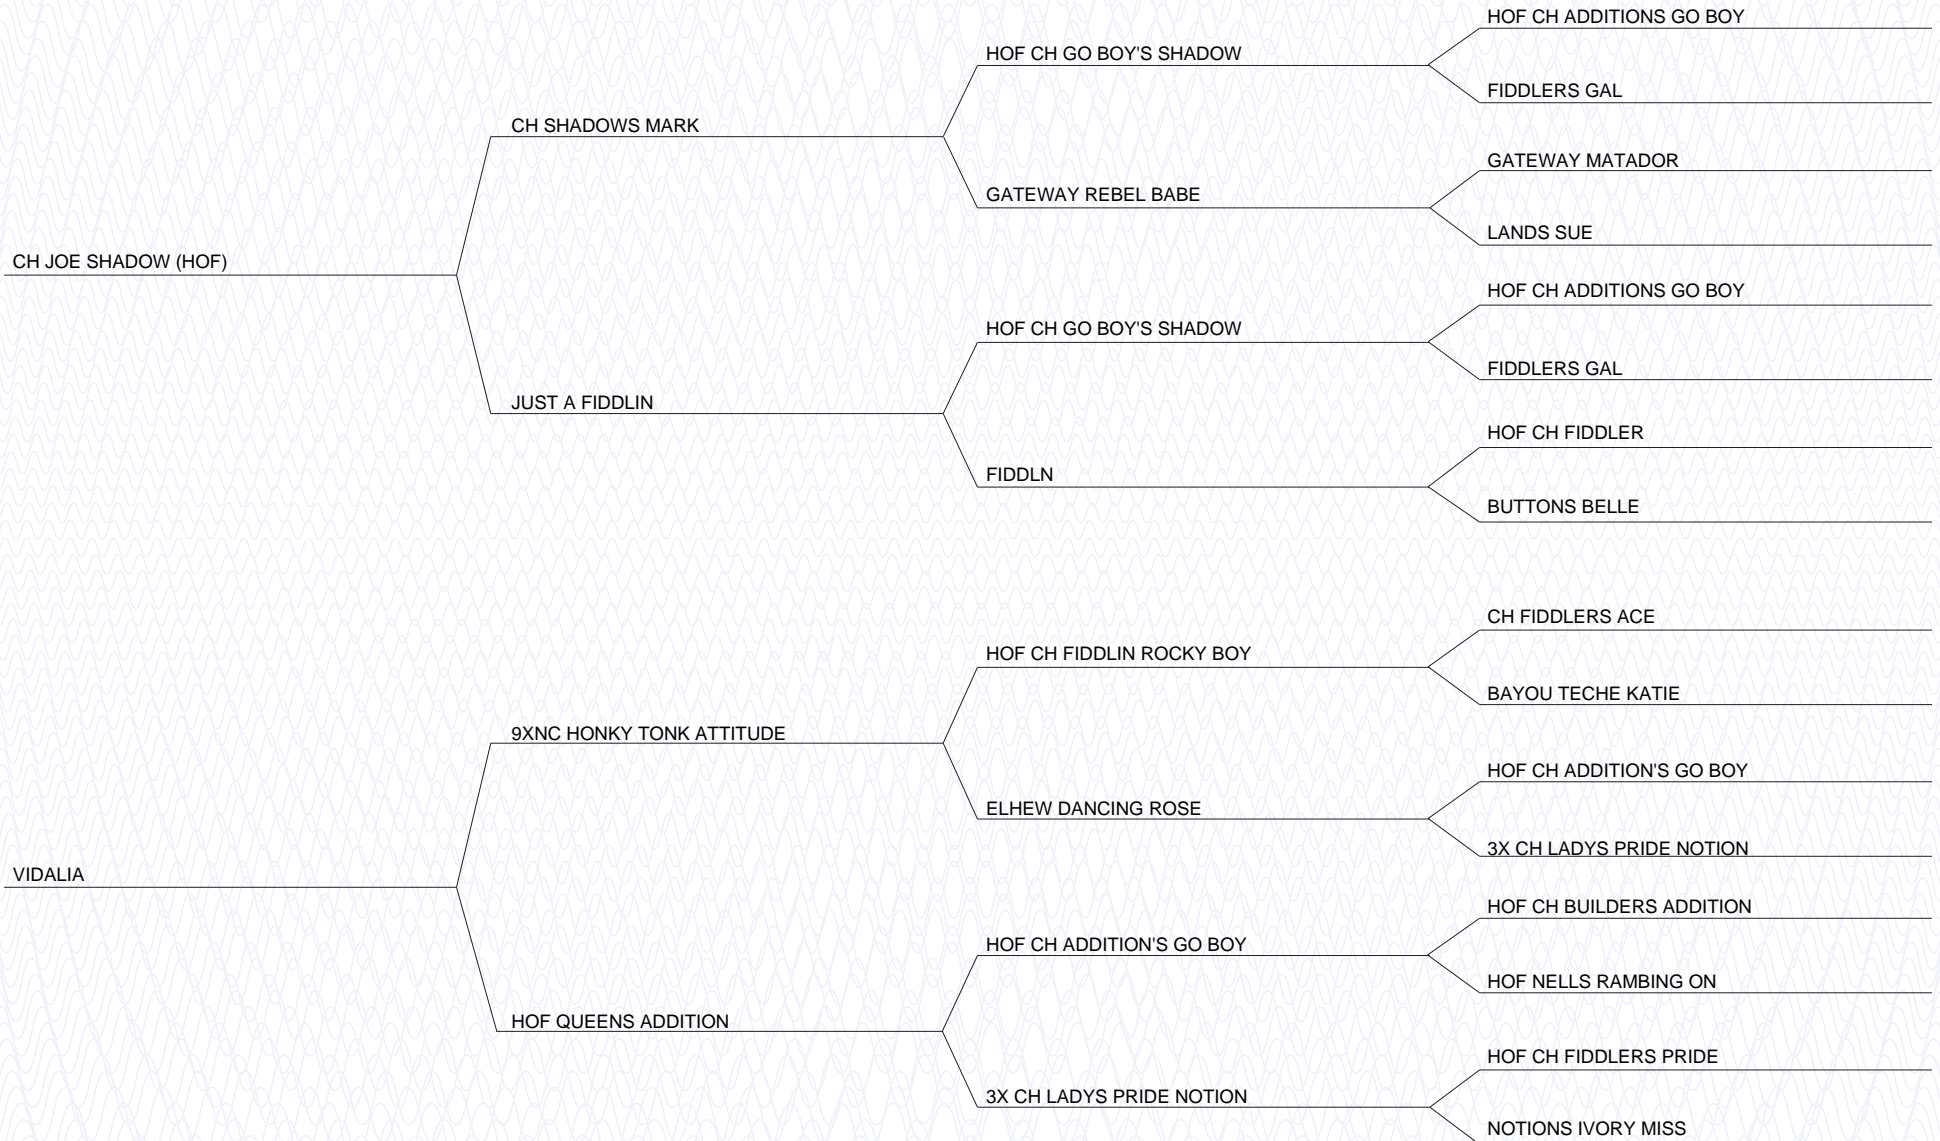 HOF CH ADDITIONS GO BOY
HOF CH GO BOY'S SHADOW
FIDDLERS GAL
CH SHADOWS MARK
GATEWAY MATADOR
GATEWAY REBEL BABE
LANDS SUE
CH JOE SHADOW (HOF)
HOF CH ADDITIONS GO BOY
HOF CH GO BOY'S SHADOW
FIDDLERS GAL
JUST A FIDDLIN
HOF CH FIDDLER
FIDDLN
BUTTONS BELLE
CH FIDDLERS ACE
HOF CH FIDDLIN ROCKY BOY
BAYOU TECHE KATIE
9XNC HONKY TONK ATTITUDE
HOF CH ADDITION'S GO BOY
ELHEW DANCING ROSE
3X CH LADYS PRIDE NOTION
VIDALIA
HOF CH BUILDERS ADDITION
HOF CH ADDITION'S GO BOY
HOF NELLS RAMBING ON
HOF QUEENS ADDITION
HOF CH FIDDLERS PRIDE
3X CH LADYS PRIDE NOTION
NOTIONS IVORY MISS